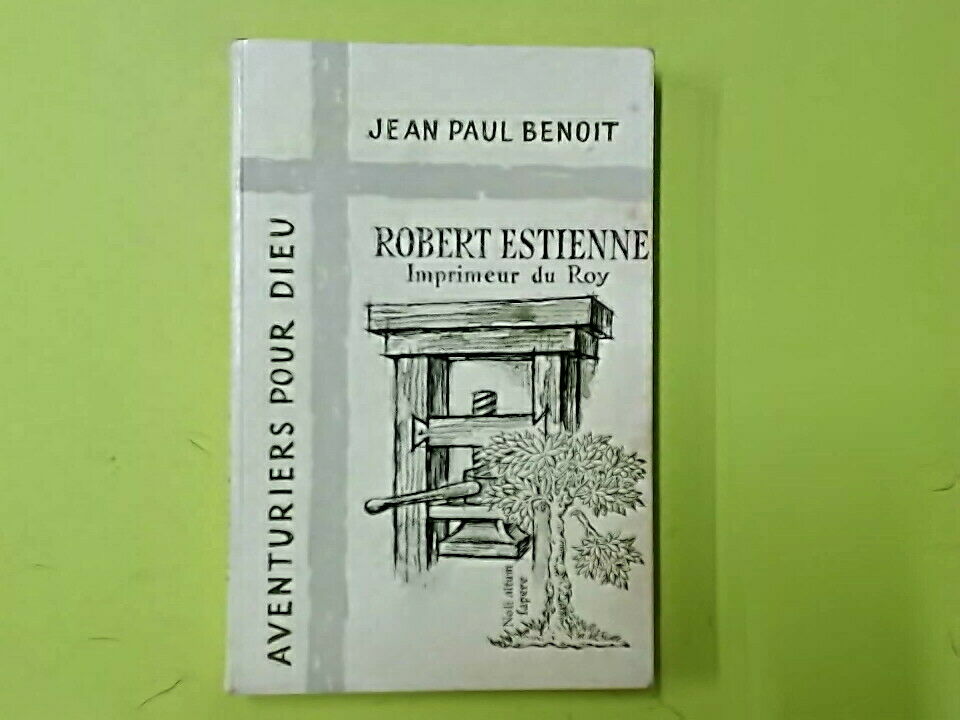 JEAN PAUL BENOIT
AVENTURIERS POUR DIEU
ROBERT ESTIENNE
Imprimeur du Roy
Noli altum
sapere